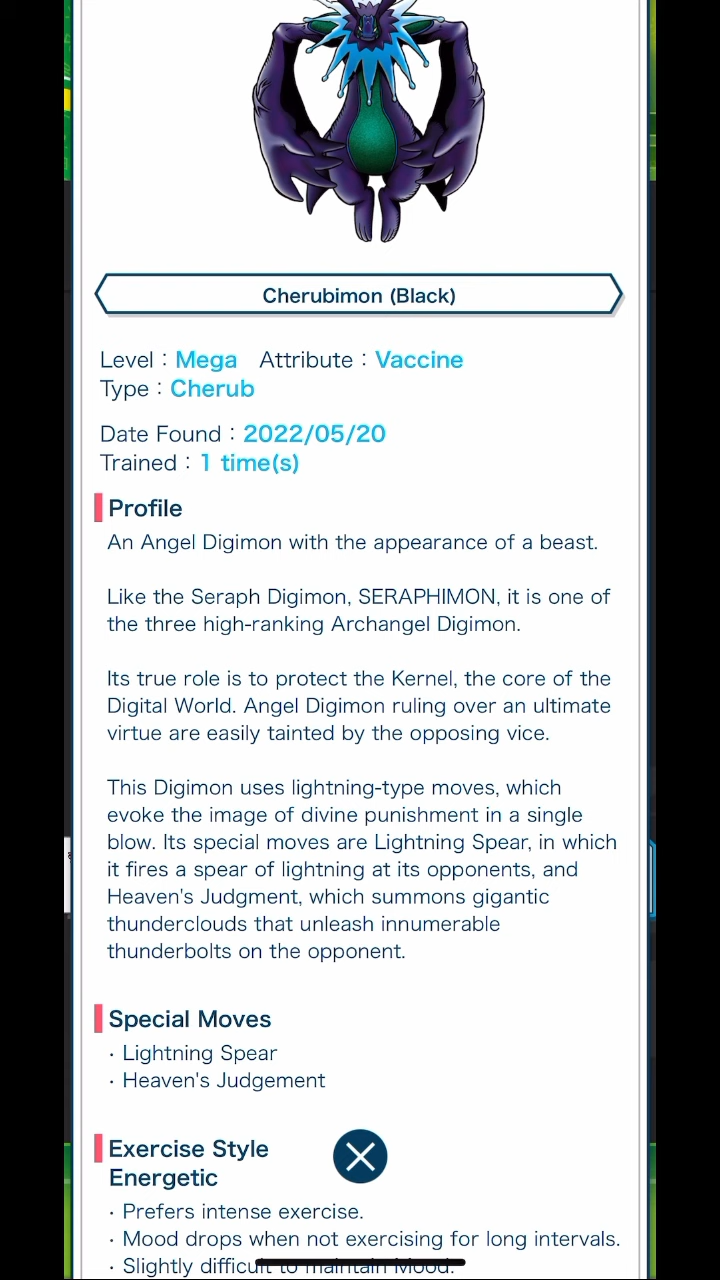 Cherubimon (Black)
Level : Mega Attribute : Vaccine
Type : Cherub
Date Found : 2022/05/20
Trained : 1 time(s)
Profile
An Angel Digimon with the appearance of a beast.
Like the Seraph Digimon, SERAPHIMON, it is one of
the three high-ranking Archangel Digimon.
Its true role is to protect the Kernel, the core of the
Digital World. Angel Digimon ruling over an ultimate
virtue are easily tainted by the opposing vice.
This Digimon uses lightning-type moves, which
evoke the image of divine punishment in a single
blow. Its special moves are Lightning Spear, in which
it fires a spear of lightning at its opponents, and
Heaven's Judgment, which summons gigantic
thunderclouds that unleash innumerable
thunderbolts on the opponent.
Special Moves
· Lightning Spear
· Heaven's Judgement
Exercise Style
Energetic
· Prefers intense exercise.
· Mood drops when not exercising for long intervals.
· Slightly difficult to maintain Mood.